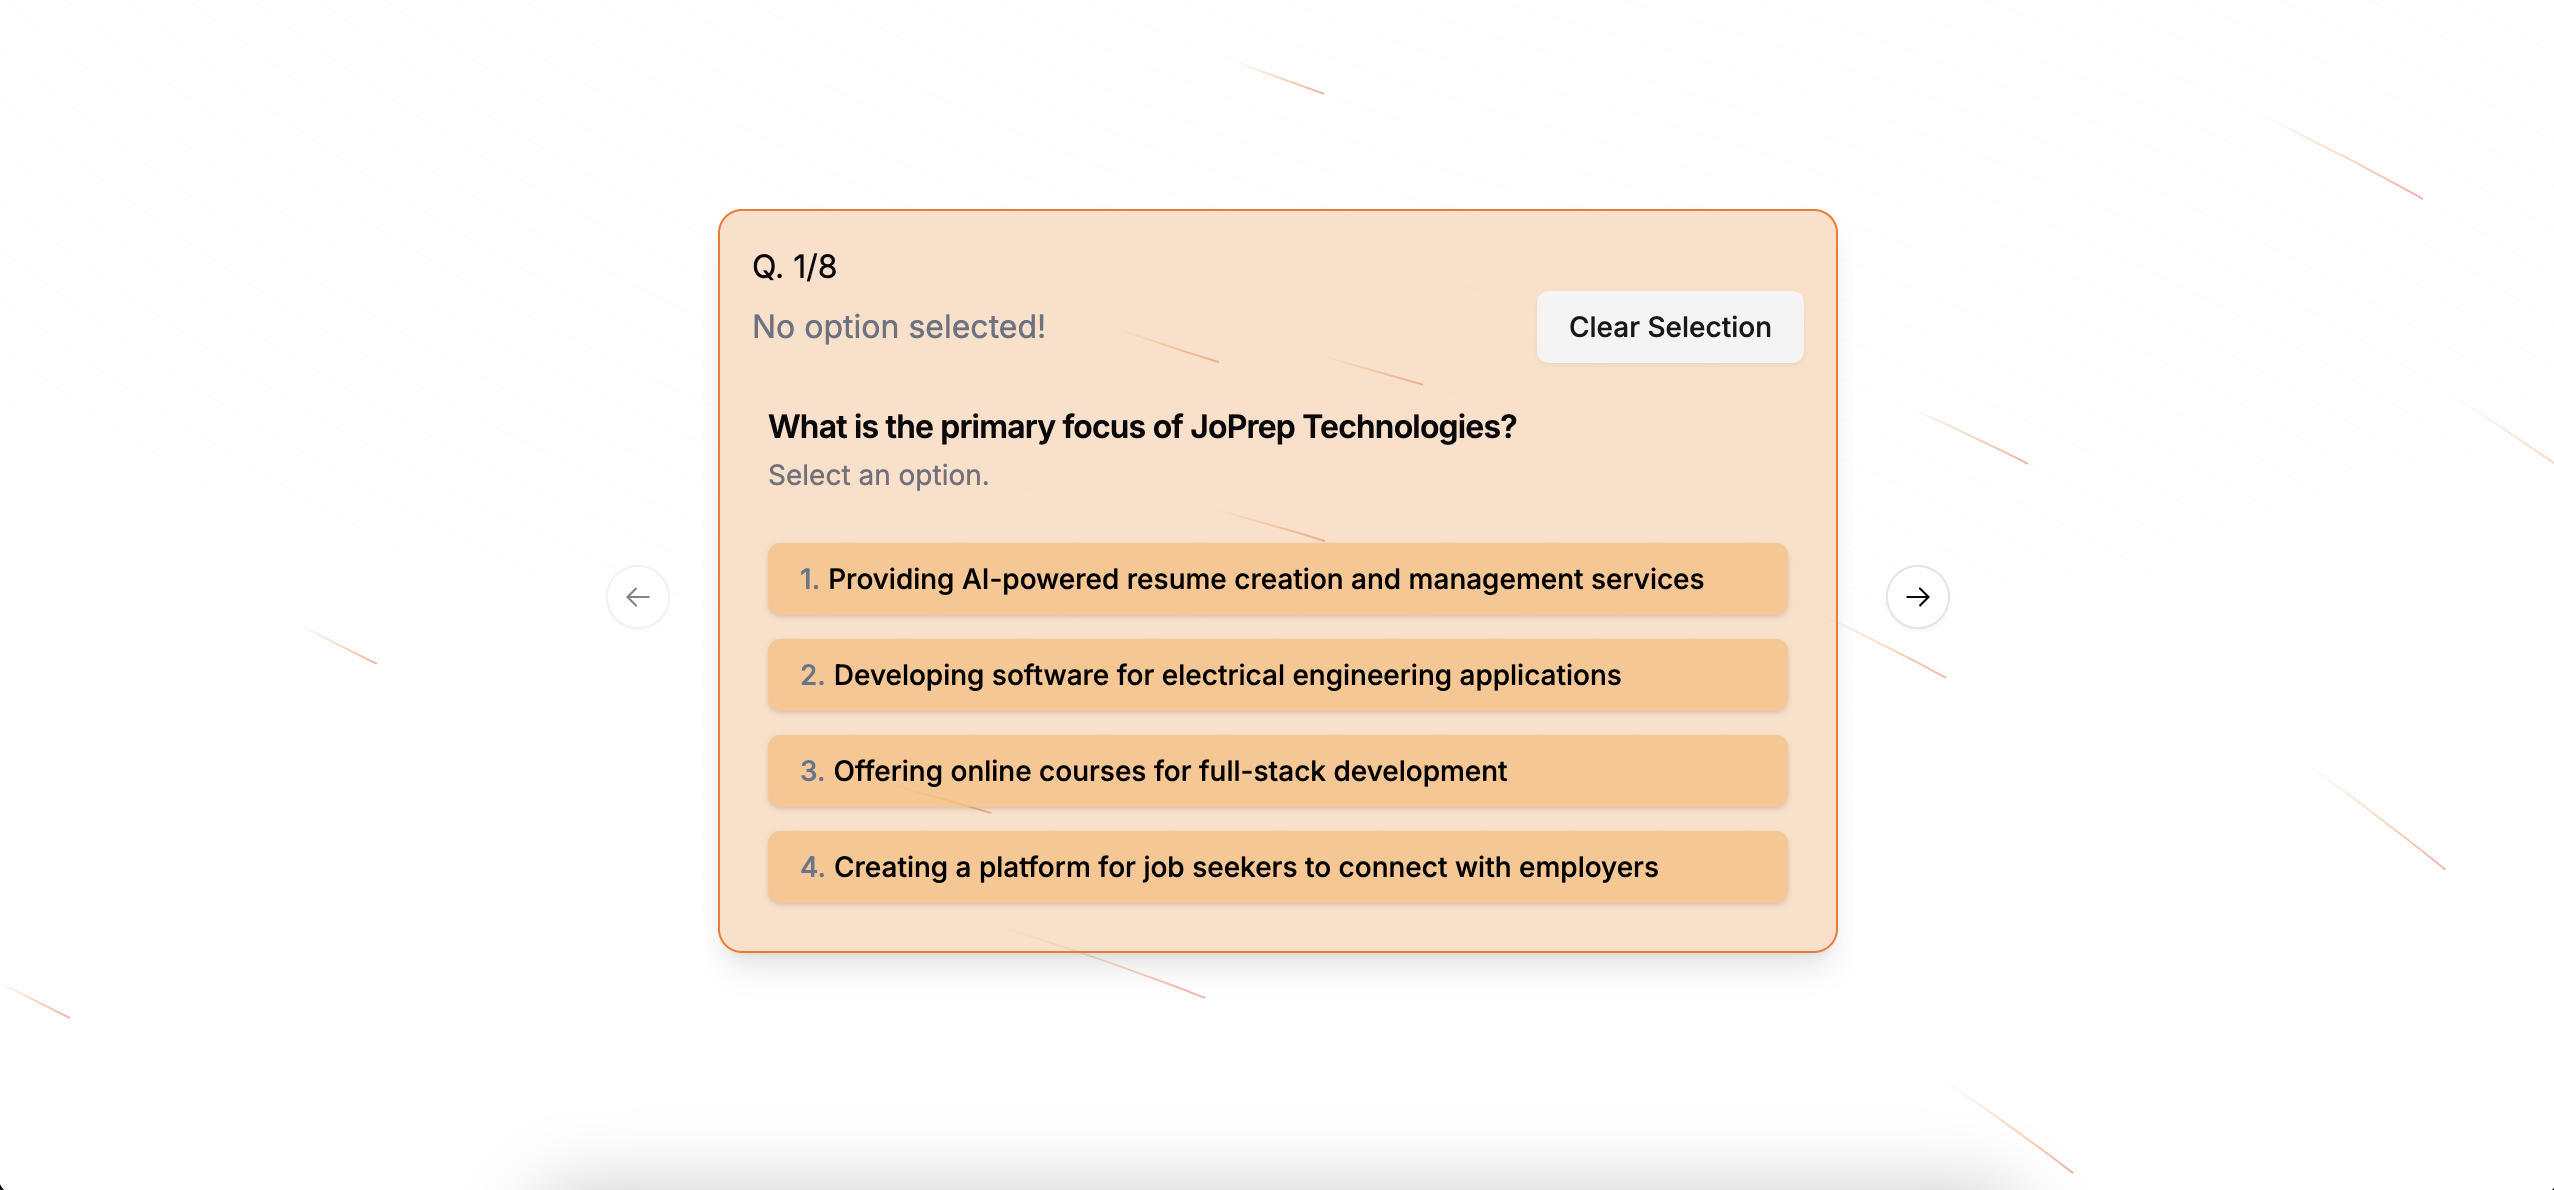 Q. 1/8
No option selected!
Clear Selection
What is the primary focus of JoPrep Technologies?
Select an option.
1. Providing AI-powered resume creation and management services
2. Developing software for electrical engineering applications
3. Offering online courses for full-stack development
4. Creating a platform for job seekers to connect with employers